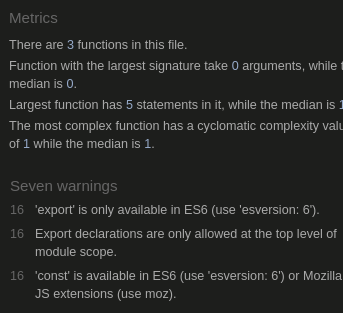 Metrics
There are 3 functions in this file.
Function with the largest signature take 0 arguments, while
median is 0.
Largest function has 5 statements in it, while the median is 1
The most complex function has a cyclomatic complexity
of 1 while the median is 1.
Seven warnings
16 'export' is only available in ES6 (use 'esversion: 6').
16 Export declarations are only allowed at the top level of
module scope.
16 'const' is available in ES6 (use 'esversion: 6') or Mozilla
JS extensions (use moz).